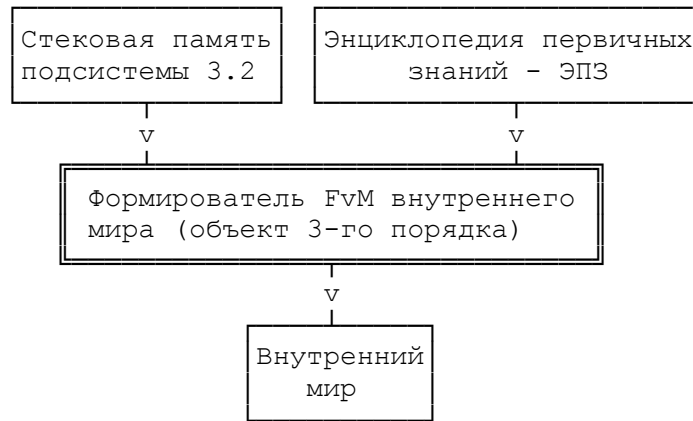 Стековая память
подсистемы 3.2
Энциклопедия первичных
знаний - ЭПЗ
v
v
Формирователь FvM внутреннего
мира (объект 3-го порядка)
v
Внутренний
мир